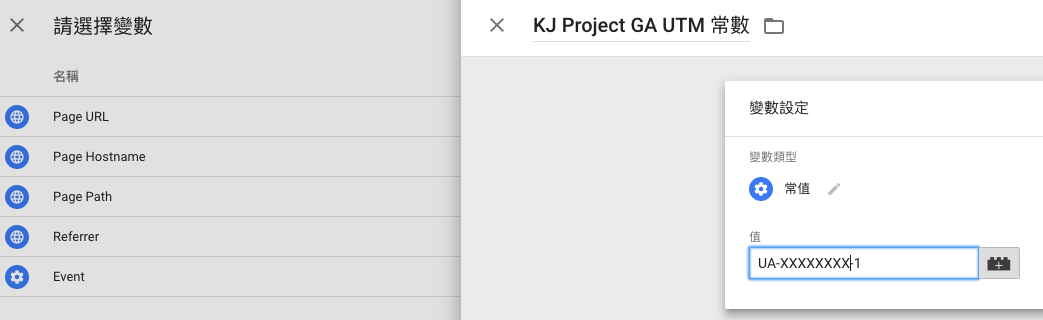 請選擇變數
名稱
Page URL
Page Hostname
Page Path
Referrer
Event
KJ Project GA UTM 常數
變數設定
變數類型
常值
值
UA-XXXXXXXX-1